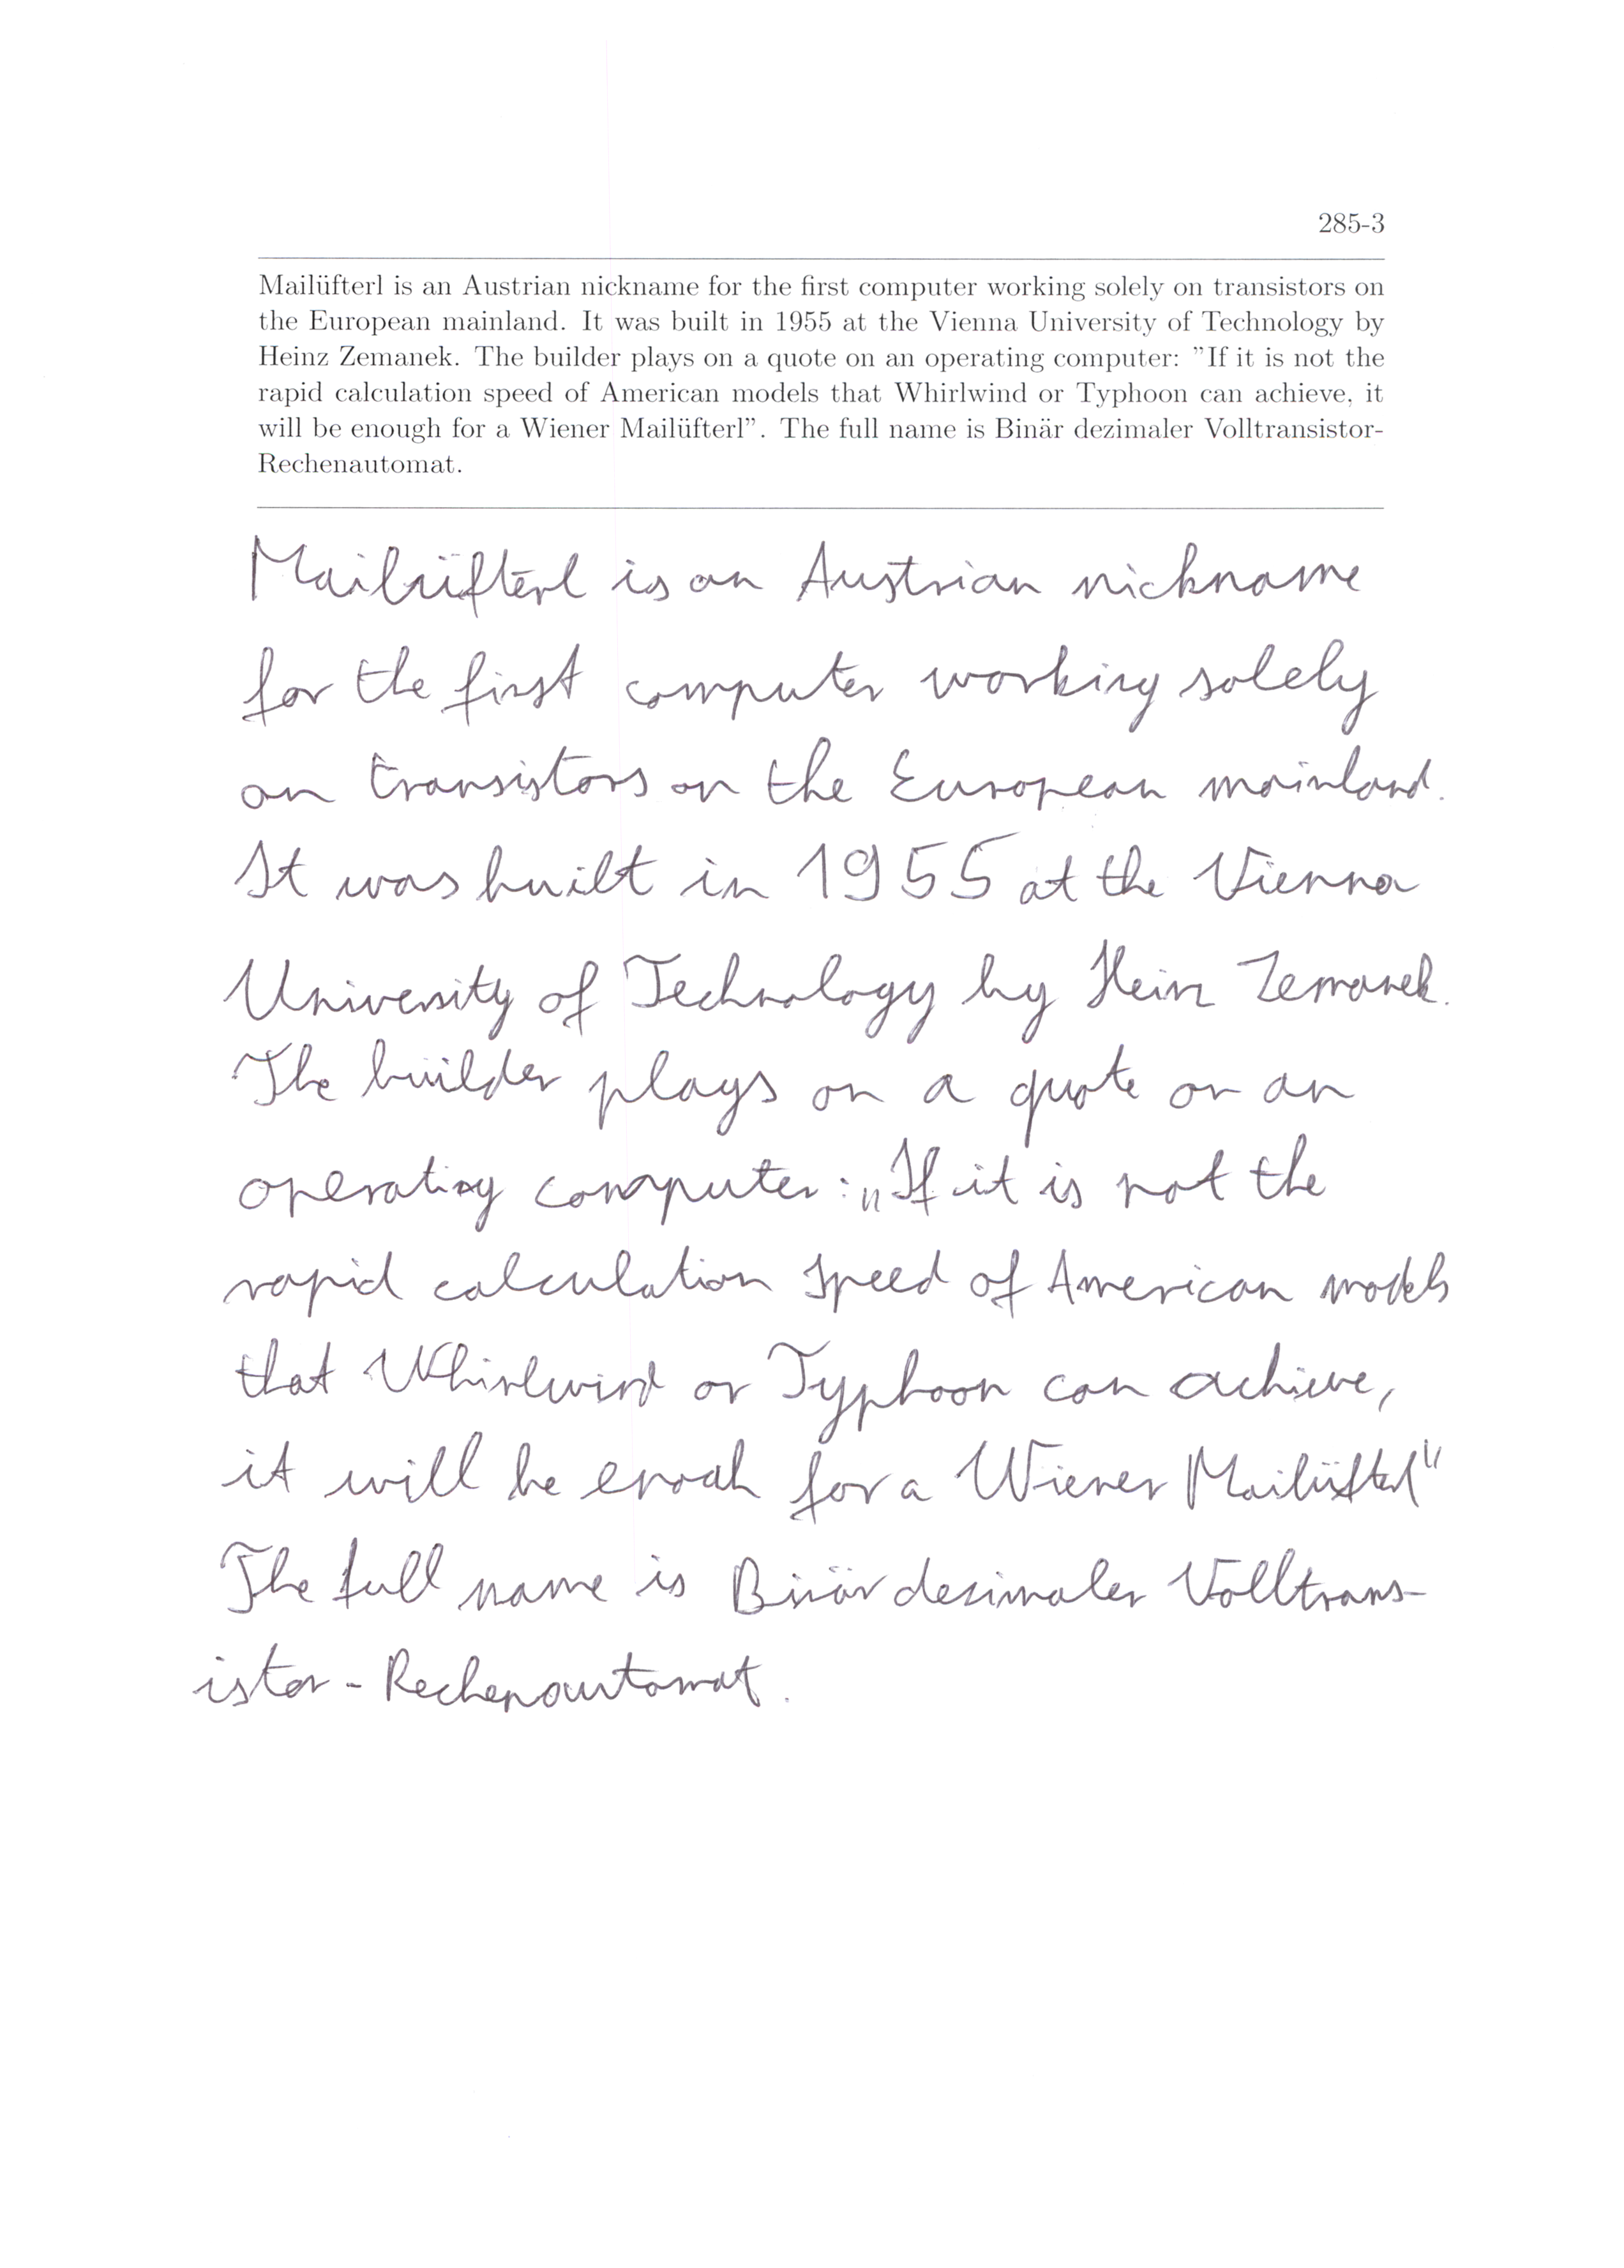 285-3
Mailüfterl is an Austrian nickname for the first computer working solely on transistors on
the European mainland. It was built in 1955 at the Vienna University of Technology by
Heinz Zemanek. The builder plays on a quote on an operating computer: "If it is not the
rapid calculation speed of American models that Whirlwind or Typhoon can achieve, it
will be enough for a Wiener Mailüfterl". The full name is Binär dezimaler Volltransistor-
Rechenautomat.
Mailüfterl is an Austrian nickname
for the first computer working solely
on transistors on the European mainland.
It was built in 1955 at the Vienna
University of Technology by Heinz Zemanek.
The builder plays on a quote on an
operating computer: „If it is not the
rapid calculation speed of American models
that Whirlwind or Typhoon can achieve,
it will be for a Wiener Mailüfterl"
The full name is Binär dezimaler Volltrans-
istor - Rechenautomat.